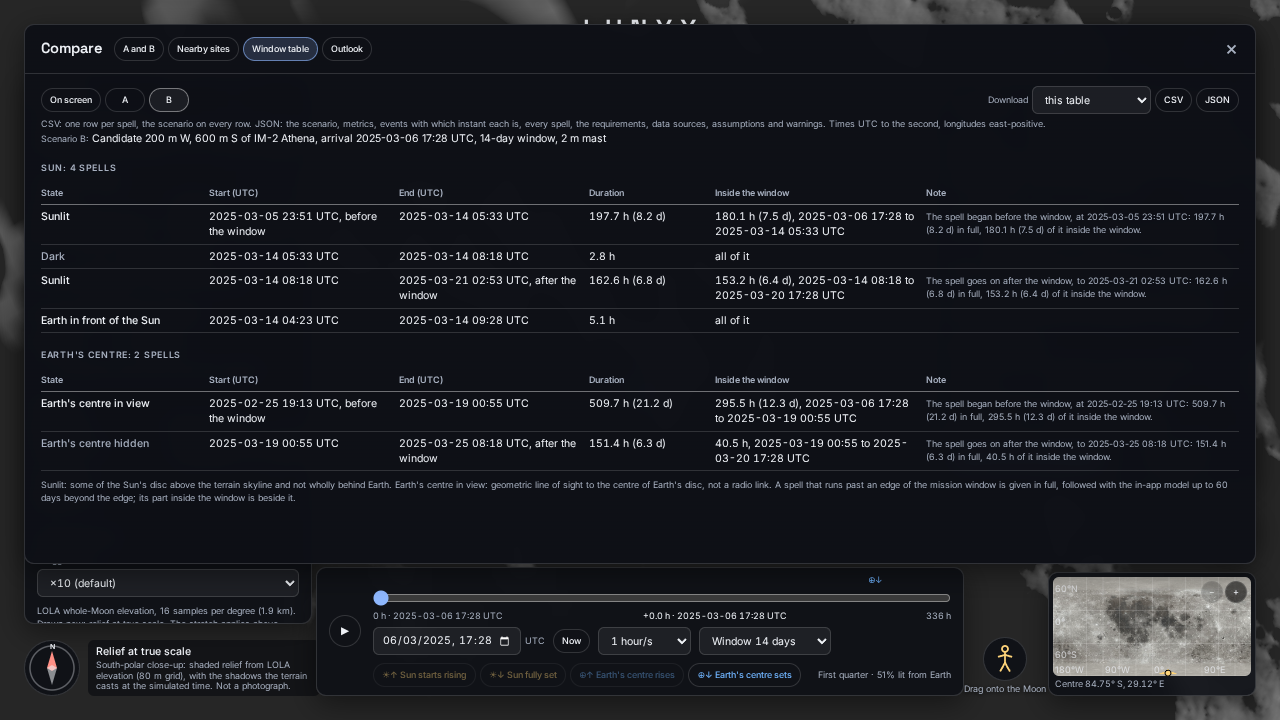 Compare A and B Nearby sites Window table Outlook ×
On screen A B Download this table CSV JSON
CSV: one row per spell, the scenario on every row. JSON: the scenario, metrics, events with which instant each is, every spell, the requirements, data sources, assumptions and warnings. Times UTC to the second, longitudes east-positive.
Scenario B: Candidate 200 m W, 600 m S of IM-2 Athena, arrival 2025-03-06 17:28 UTC, 14-day window, 2 m mast
SUN: 4 SPELLS
State Start (UTC) End (UTC) Duration Inside the window Note
Sunlit 2025-03-05 23:51 UTC, before 2025-03-14 05:33 UTC 197.7 h (8.2 d) 180.1 h (7.5 d), 2025-03-06 17:28 to The spell began before the window, at 2025-03-05 23:51 UTC: 197.7 h
the window 2025-03-14 05:33 UTC (8.2 d) in full, 180.1 h (7.5 d) of it inside the window.
Dark 2025-03-14 05:33 UTC 2025-03-14 08:18 UTC 2.8 h all of it
Sunlit 2025-03-14 08:18 UTC 2025-03-21 02:53 UTC, after the 162.6 h (6.8 d) 153.2 h (6.4 d), 2025-03-14 08:18 to The spell goes on after the window, to 2025-03-21 02:53 UTC: 162.6 h
window 2025-03-20 17:28 UTC (6.8 d) in full, 153.2 h (6.4 d) of it inside the window.
Earth in front of the Sun 2025-03-14 04:23 UTC 2025-03-14 09:28 UTC 5.1 h all of it
EARTH'S CENTRE: 2 SPELLS
State Start (UTC) End (UTC) Duration Inside the window Note
Earth's centre in view 2025-02-25 19:13 UTC, before 2025-03-19 00:55 UTC 509.7 h (21.2 d) 295.5 h (12.3 d), 2025-03-06 17:28 The spell began before the window, at 2025-02-25 19:13 UTC: 509.7 h
the window to 2025-03-19 00:55 UTC (21.2 d) in full, 295.5 h (12.3 d) of it inside the window.
Earth's centre hidden 2025-03-19 00:55 UTC 2025-03-25 08:18 UTC, after the 151.4 h (6.3 d) 40.5 h, 2025-03-19 00:55 to 2025- The spell goes on after the window, to 2025-03-25 08:18 UTC: 151.4 h
window 03-20 17:28 UTC (6.3 d) in full, 40.5 h of it inside the window.
Sunlit: some of the Sun's disc above the terrain skyline and not wholly behind Earth. Earth's centre in view: geometric line of sight to the centre of Earth's disc, not a radio link. A spell that runs past an edge of the mission window is given in full, followed with the in-app model up to 60
days beyond the edge; its part inside the window is beside it.
×10 (default)
LOLA whole-Moon elevation, 16 samples per degree (1.9 km).
N
Relief at true scale
South-polar close-up: shaded relief from LOLA
elevation (80 m grid), with the shadows the terrain
casts at the simulated time. Not a photograph.
⊕↓
0 h · 2025-03-06 17:28 UTC +0.0 h · 2025-03-06 17:28 UTC 336 h
06/03/2025, 17:28 UTC Now 1 hour/s Window 14 days
☀↑ Sun starts rising ☀↓ Sun fully set ⊕↑ Earth's centre rises ⊕↓ Earth's centre sets First quarter · 51% lit from Earth
Drag onto the Moon
60°N − +
0°
60°S
180°W 90°W 0° 90°E
Centre 84.75° S, 29.12° E